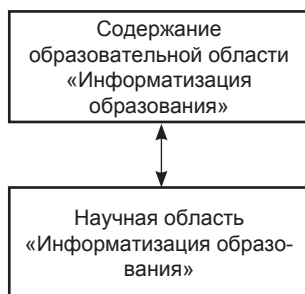 Содержание
образовательной области
«Информатизация
образования»
Научная область
«Информатизация образо-
вания»